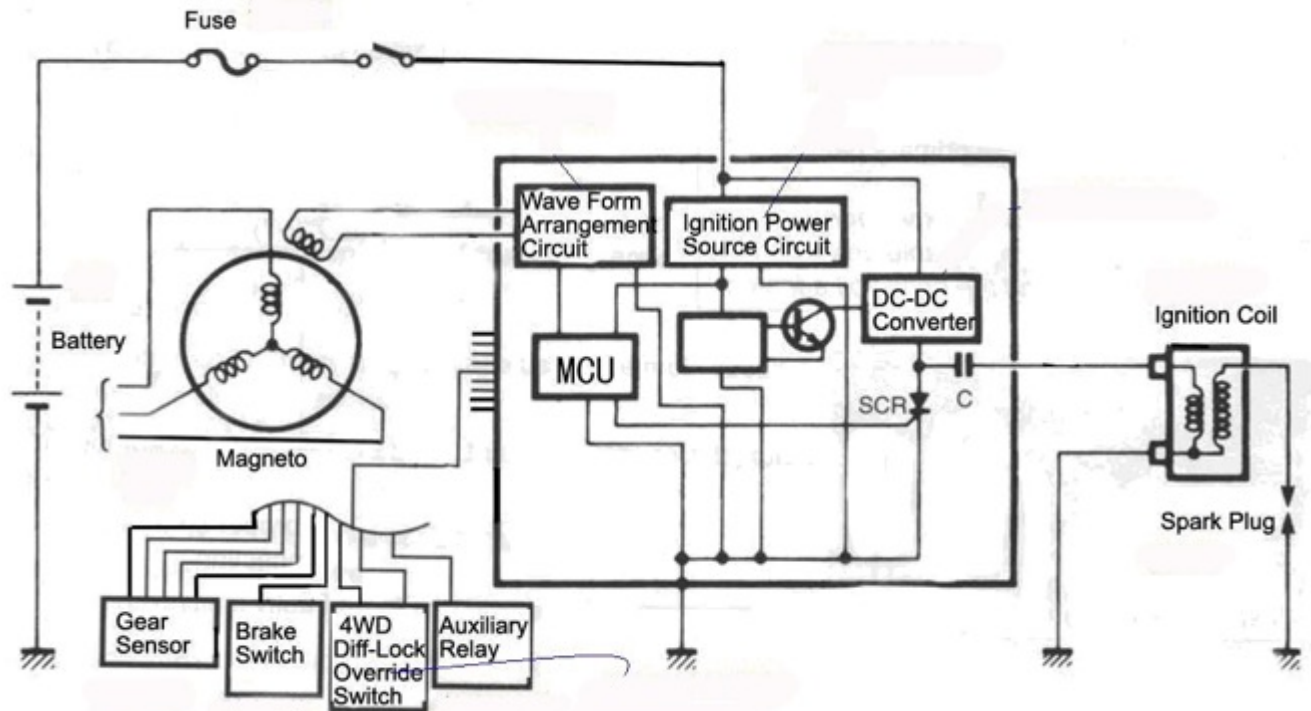 Fuse
Wave Form
Arrangement
Circuit
Ignition Power
Source Circuit
DC-DC
Converter
Ignition Coil
Battery
MCU
SCR
C
Magneto
Spark Plug
Gear
Sensor
Brake
Switch
4WD
Diff-Lock
Override
Switch
Auxiliary
Relay